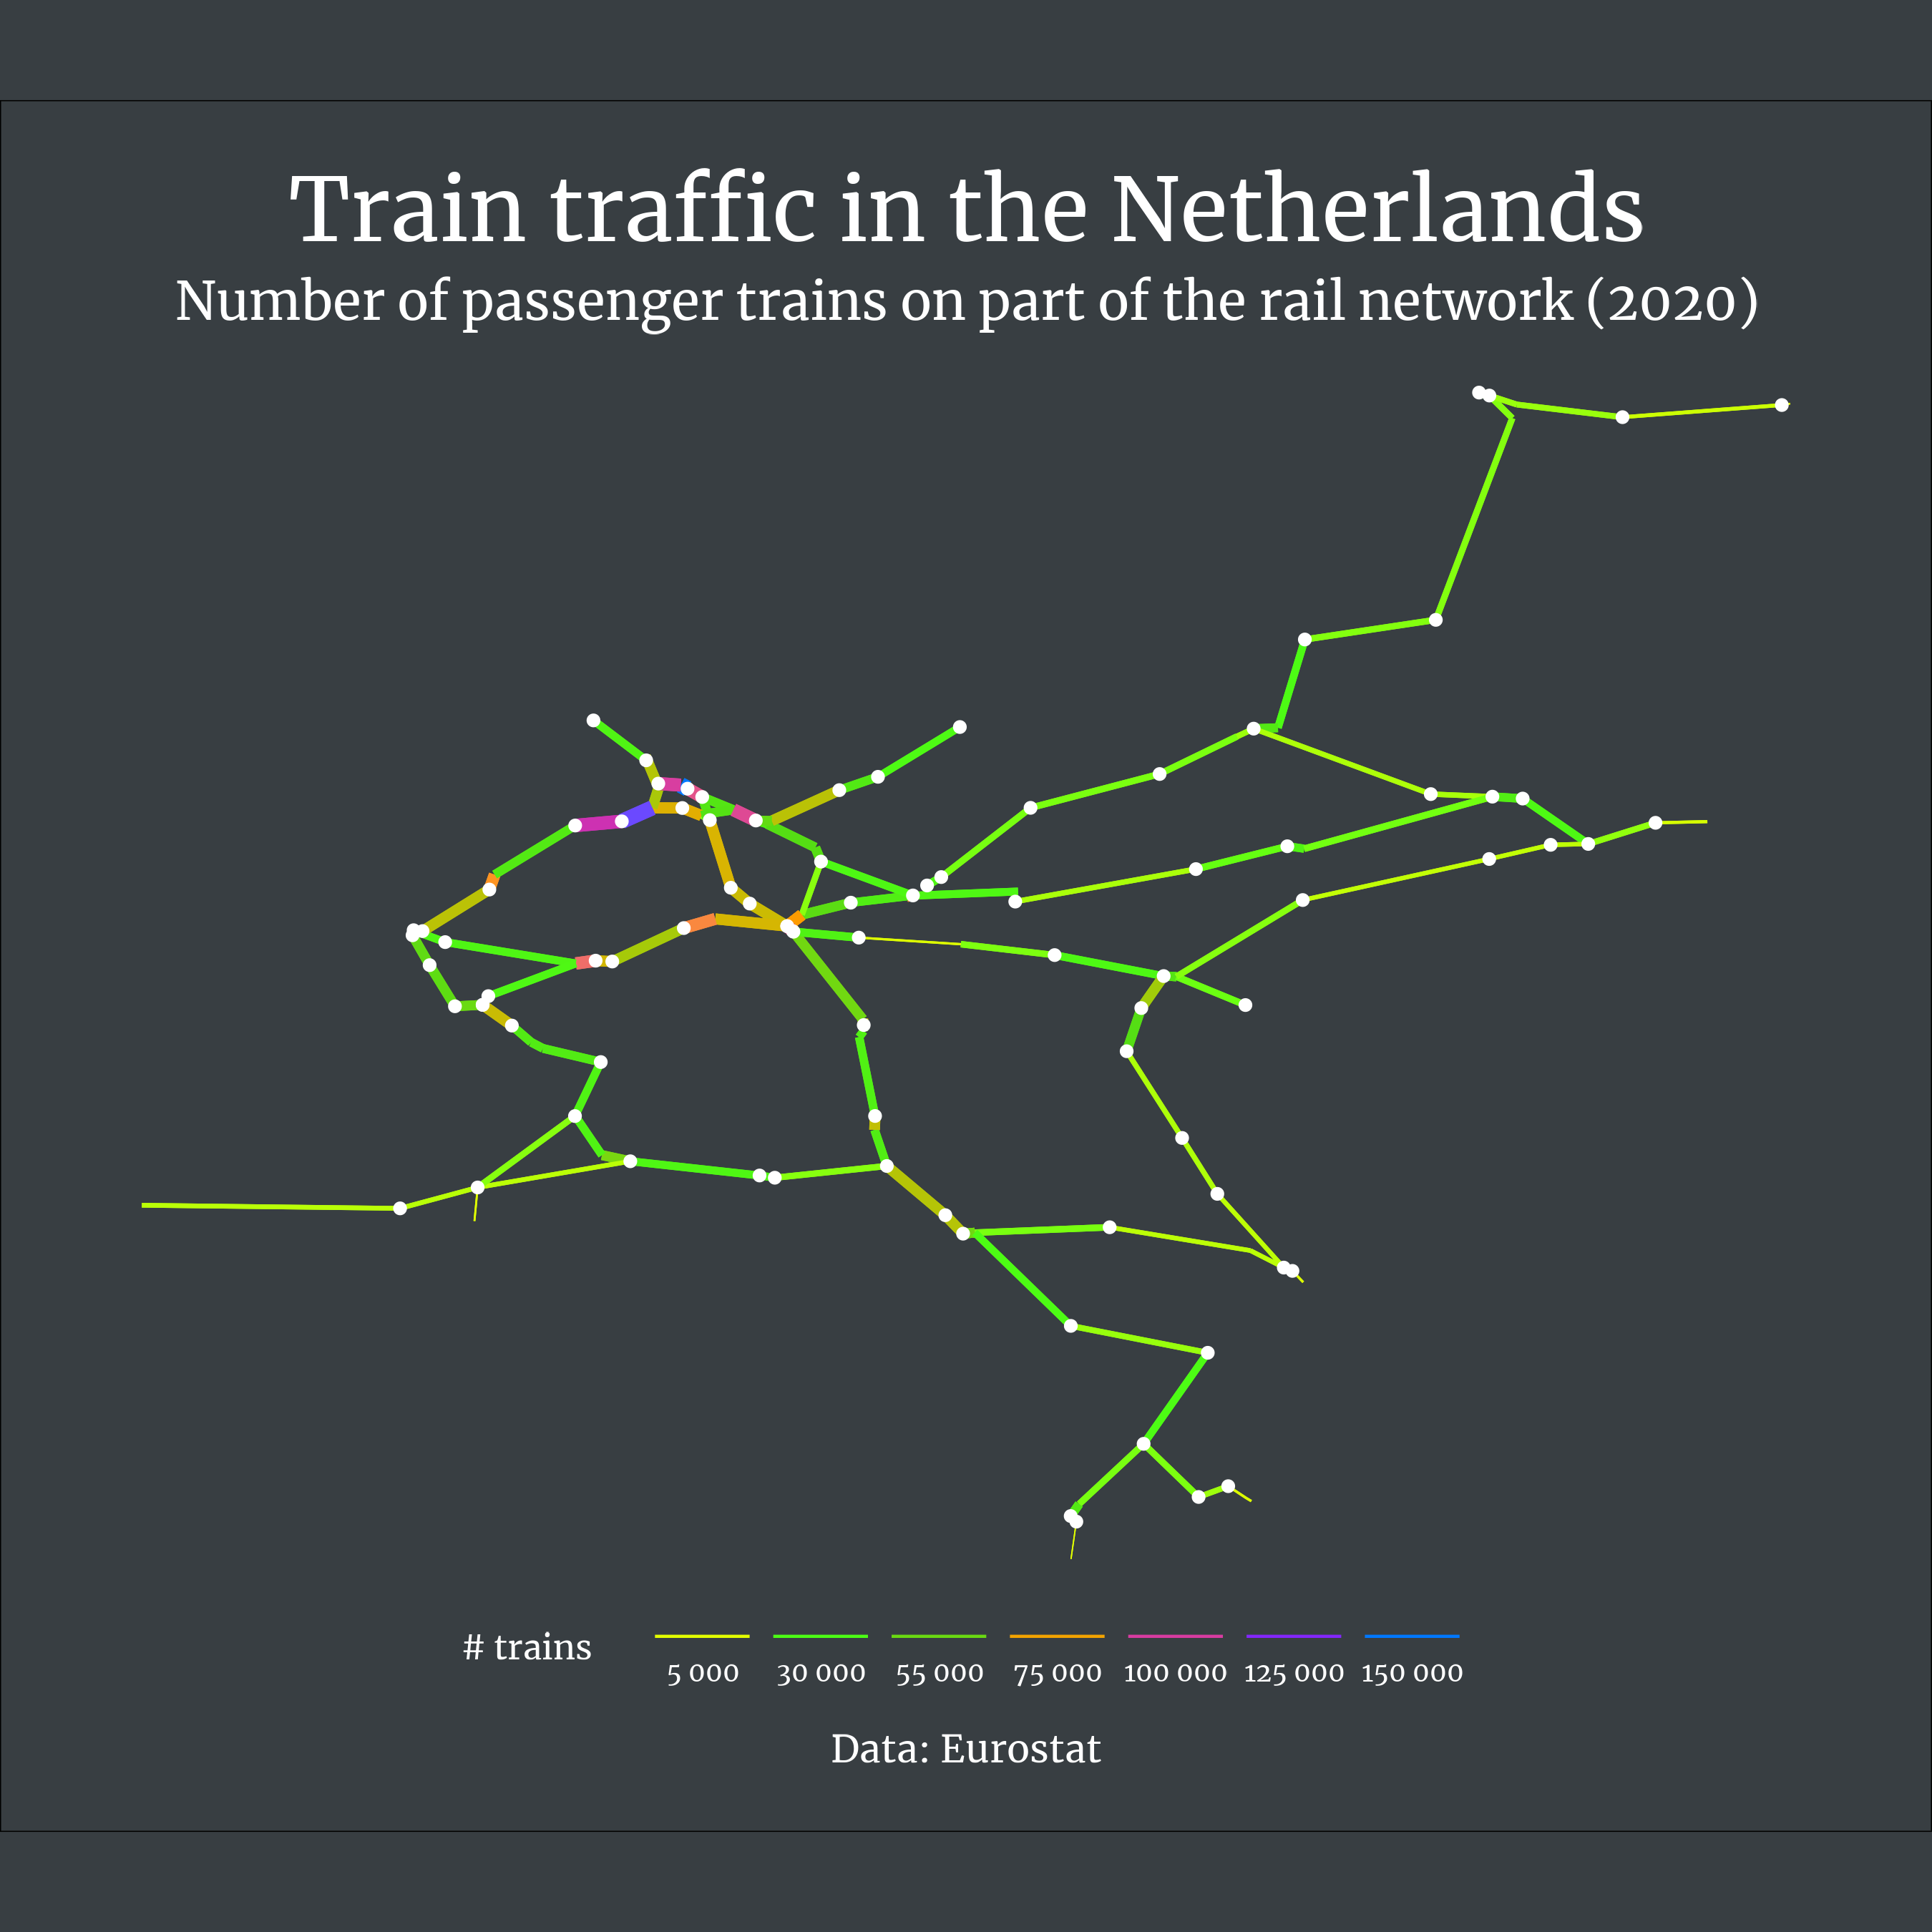 Train traffic in the Netherlands
Number of passenger trains on part of the rail network (2020)
# trains
5 000 30 000 55 000 75 000 100 000 125 000 150 000
Data: Eurostat